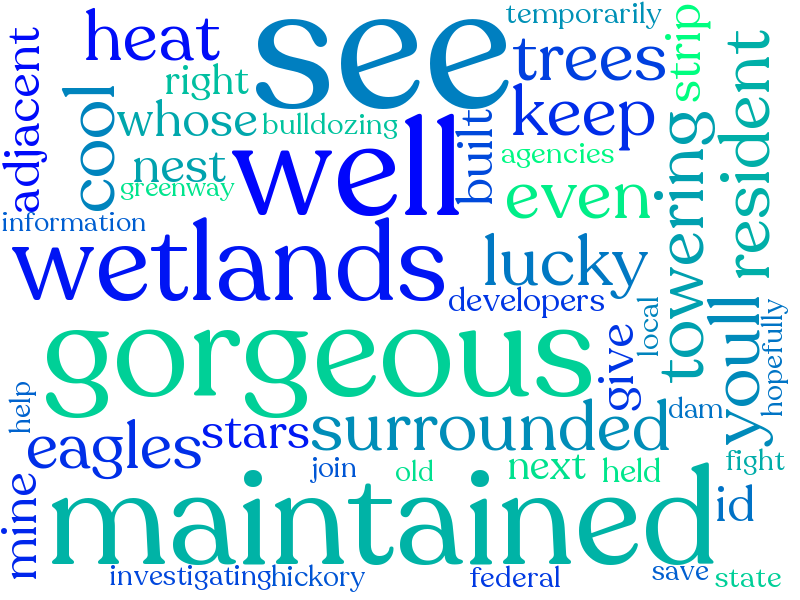 temporarily
heat
see
trees
strip
adjacent
right
cool
whose
bulldozing
keep
built
resident
nest
well
agencies
greenway
even
towering
information
wetlands
lucky
developers
gorgeous
local
youll
hopefully
give
help
dam
eagles
stars
surrounded
join
old
next
held
fight
mine
maintained
id
investigating
hickory
federal
save
state